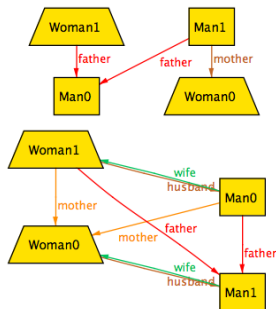 Woman1
Man1
father
father
mother
Man0
Woman0
Woman1
wife
husband
Man0
mother
mother
father
father
Woman0
wife
husband
Man1